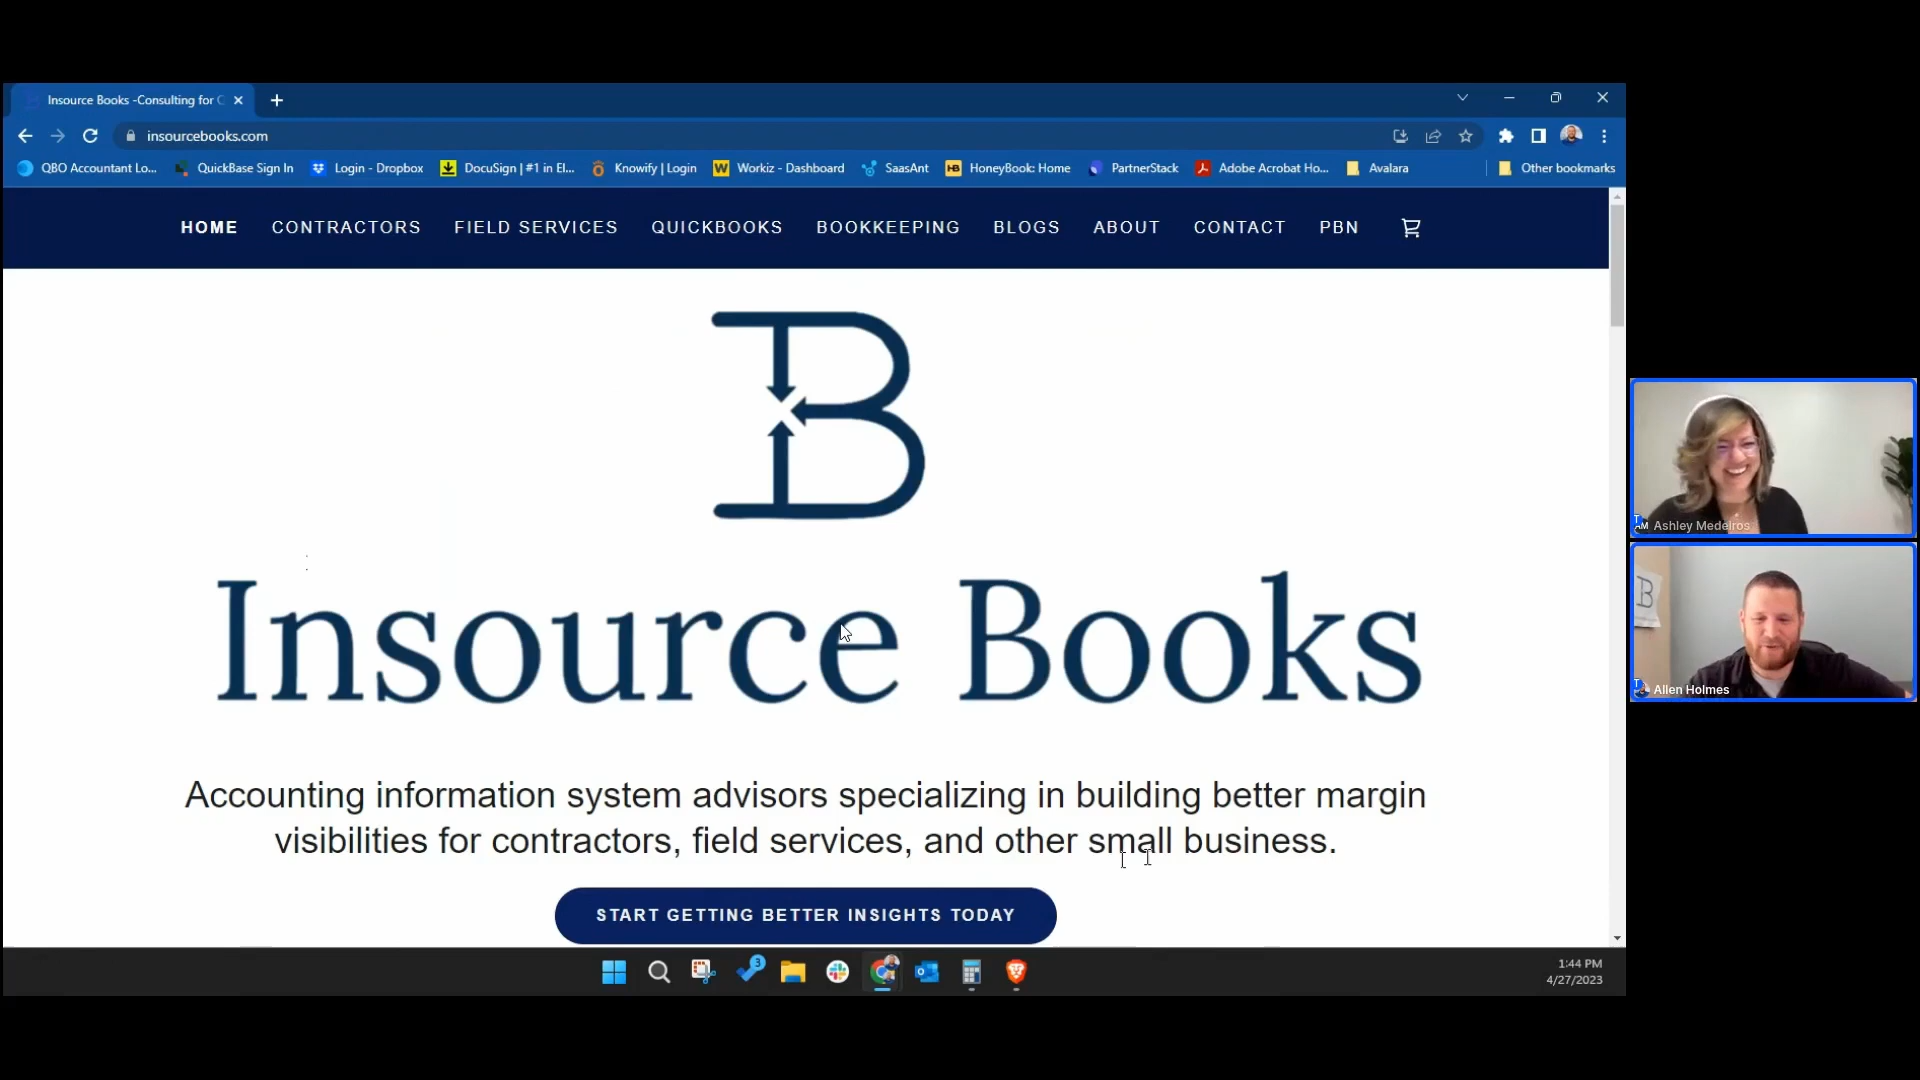 Insource Books -Consulting for C
insourcebooks.com
QBO Accountant Lo...
QuickBase Sign In
Login - Dropbox
DocuSign | #1 in El...
Knowify | Login
W
Workiz - Dashboard
SaasAnt
HB
HoneyBook: Home
PartnerStack
Adobe Acrobat Ho...
Avalara
Other bookmarks
HOME
CONTRACTORS
FIELD SERVICES
QUICKBOOKS
BOOKKEEPING
BLOGS
ABOUT
CONTACT
PBN
B
Insource Books
Accounting information system advisors specializing in building better margin
visibilities for contractors, field services, and other small business.
START GETTING BETTER INSIGHTS TODAY
Ashley Medeiros
B
Allen Holmes
3
1:44 PM
4/27/2023